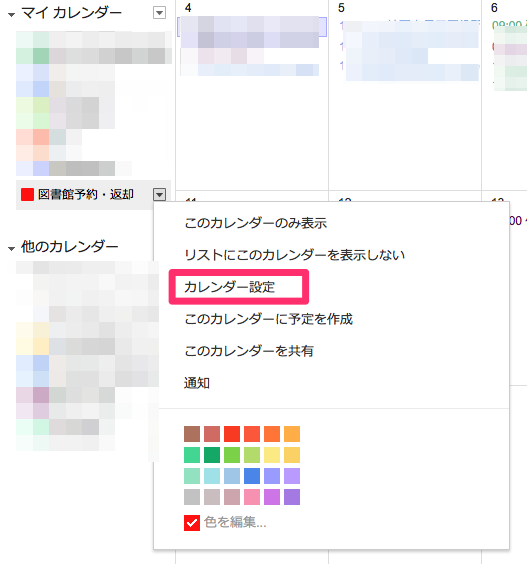 マイ カレンダー
4
5
6
09:00
図書館予約・返却
11
12
13
:00
他のカレンダー
このカレンダーのみ表示
リストにこのカレンダーを表示しない
カレンダー設定
このカレンダーに予定を作成
このカレンダーを共有
通知
色を編集...